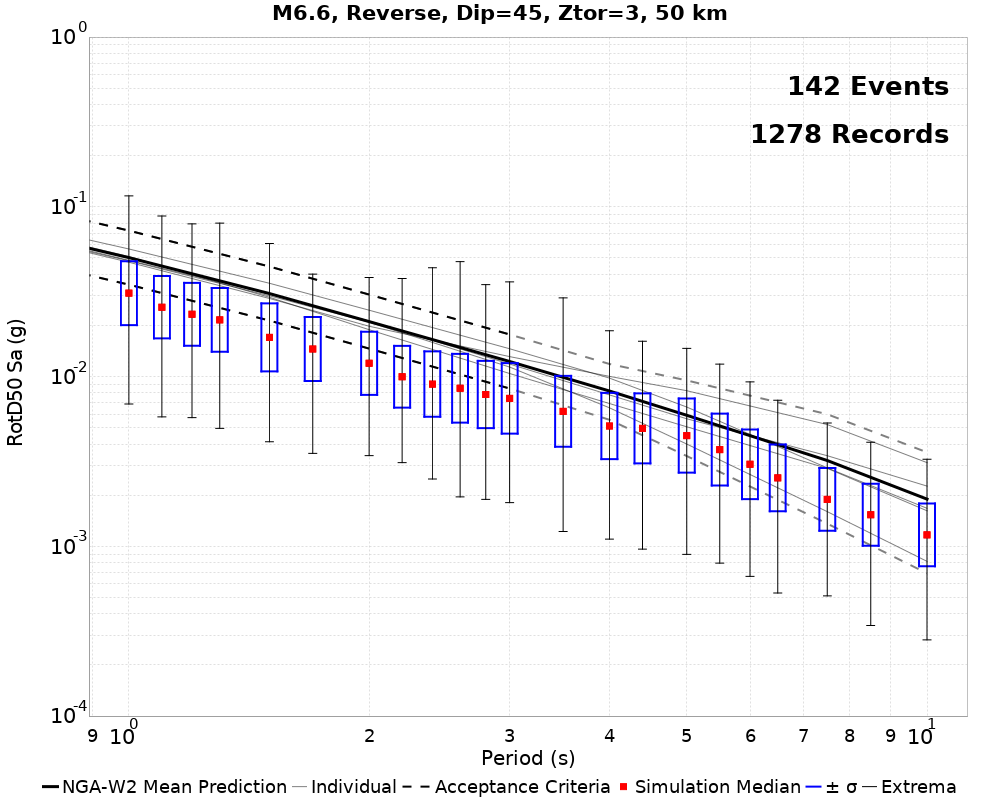 M6.6, Reverse, Dip=45, Ztor=3, 50 km
142 Events
1278 Records
10^0
10^-1
10^-2
10^-3
10^-4
RotD50 Sa (g)
9 10^0 2 3 4 5 6 7 8 9 10^1
Period (s)
NGA-W2 Mean Prediction Individual Acceptance Criteria Simulation Median ± σ Extrema